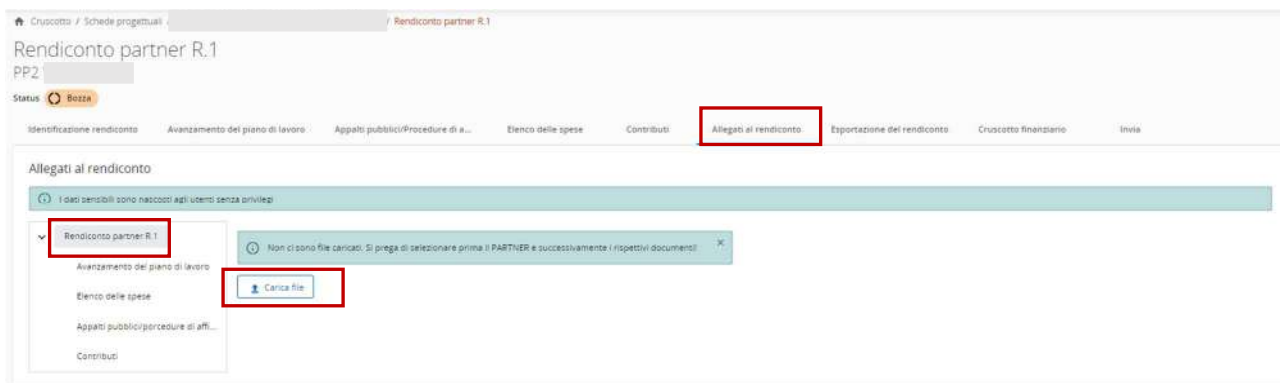 Cruscotto / Schede progettuali / / Rendiconto partner R.1
Rendiconto partner R.1
PP2
Status Bozza
Identificazione rendiconto Avanzamento del piano di lavoro Appalti pubblici/Procedure di a... Elenco delle spese Contributi Allegati al rendiconto Esportazione del rendiconto Cruscotto finanziario Invia
Allegati al rendiconto
I dati sensibili sono nascosti agli utenti senza privilegi
Rendiconto partner R.1
Non ci sono file caricati. Si prega di selezionare prima il PARTNER e successivamente i rispettivi documenti!
Avanzamento del piano di lavoro
Carica file
Elenco delle spese
Appalti pubblici/porcedure di affi...
Contributi